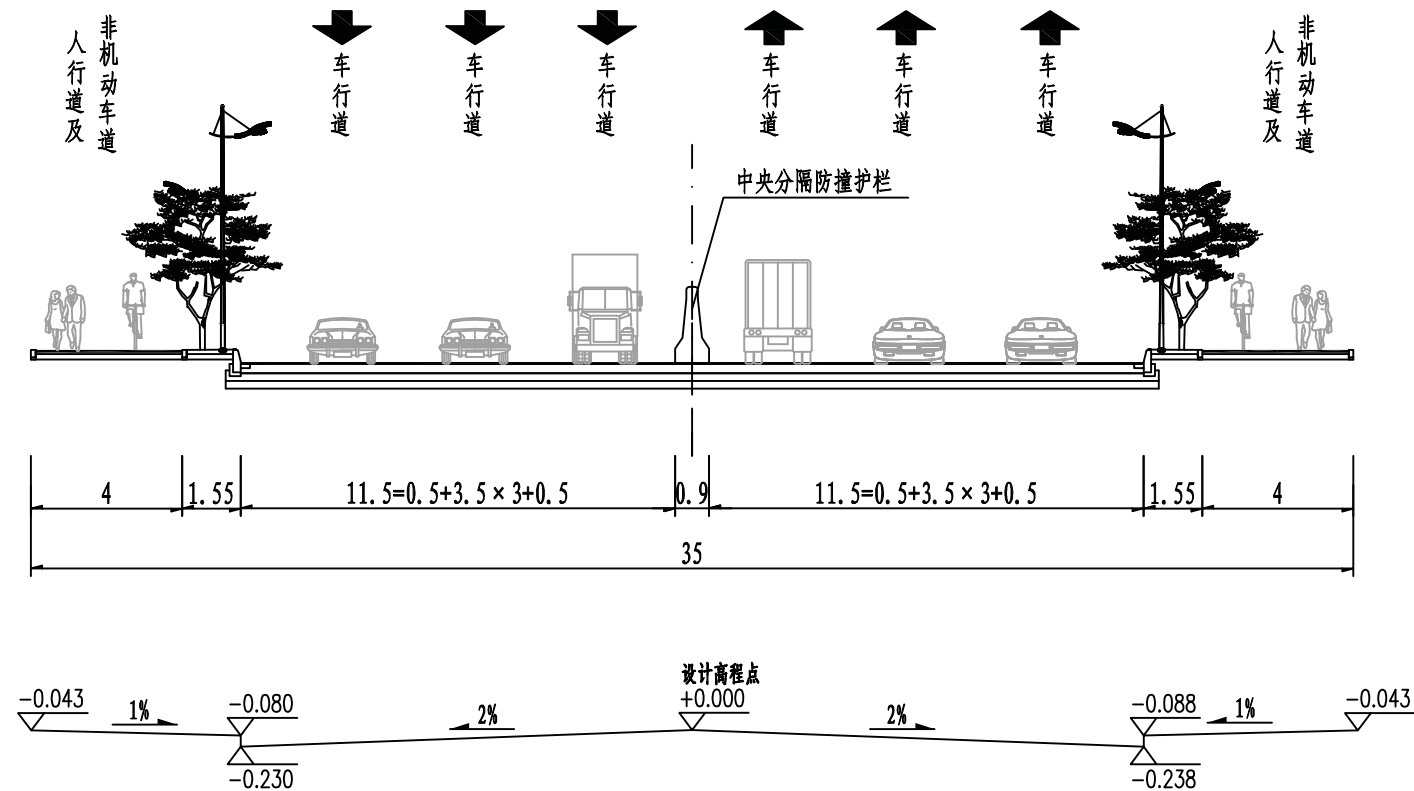 人行道及
非机动车道
车行道
车行道
车行道
车行道
车行道
车行道
人行道及
非机动车道
中央分隔防撞护栏
4
1.55
11.5=0.5+3.5×3+0.5
0.9
11.5=0.5+3.5×3+0.5
1.55
4
35
设计高程点
-0.043
1%
-0.080
2%
+0.000
2%
-0.088
1%
-0.043
-0.230
-0.238